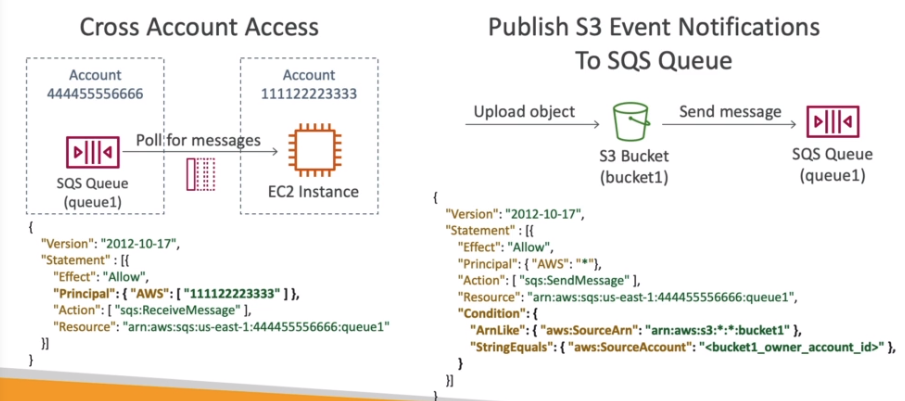 Cross Account Access
Account
444455556666
Account
111122223333
Poll for messages
SQS Queue
(queue1)
EC2 Instance
{
"Version": "2012-10-17",
"Statement" : [{
"Effect": "Allow",
"Principal": { "AWS": [ "111122223333" ] },
"Action": [ "sqs:ReceiveMessage" ],
"Resource": "arn:aws:sqs:us-east-1:444455556666:queue1"
}]
}
Publish S3 Event Notifications
To SQS Queue
Upload object
Send message
S3 Bucket
(bucket1)
SQS Queue
(queue1)
{
"Version": "2012-10-17",
"Statement" : [{
"Effect": "Allow",
"Principal": { "AWS": "*"},
"Action": [ "sqs:SendMessage" ],
"Resource": "arn:aws:sqs:us-east-1:444455556666:queue1",
"Condition": {
"ArnLike": { "aws:SourceArn": "arn:aws:s3:*:*:bucket1" },
"StringEquals": { "aws:SourceAccount": "<bucket1_owner_account_id>" },
}
}]
}